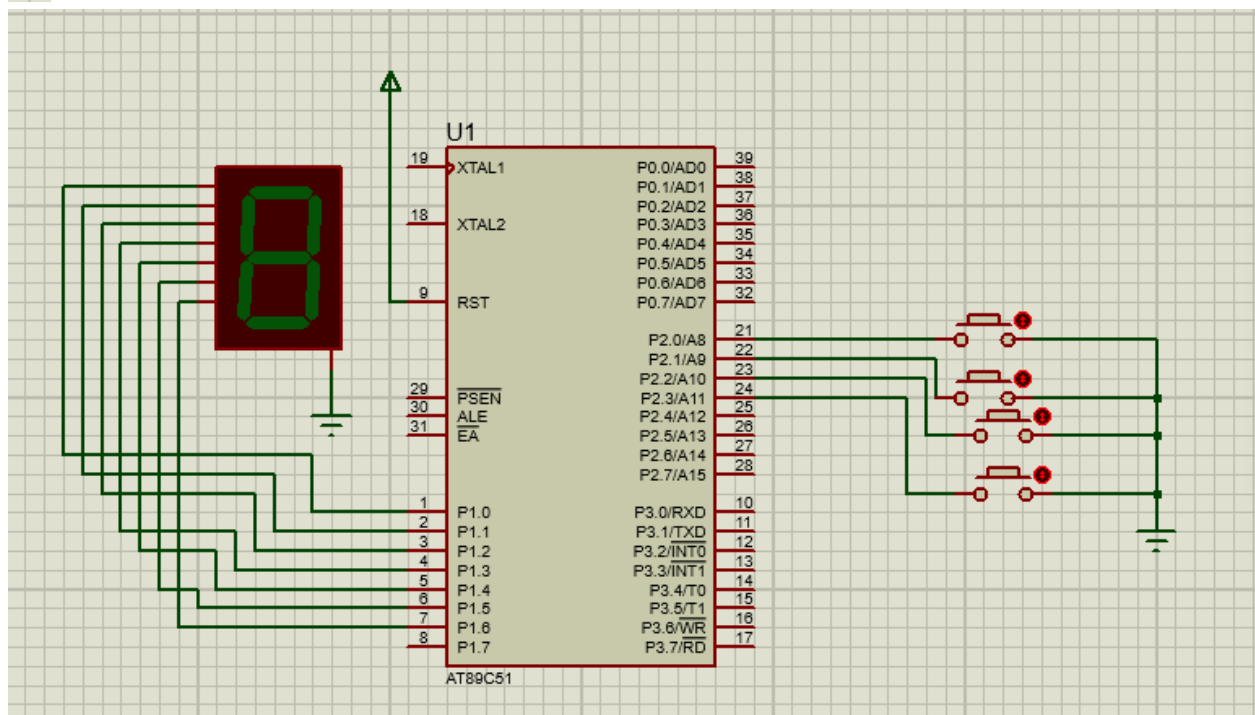 U1
19 XTAL1
18 XTAL2
9 RST
29 PSEN
30 ALE
31 EA
1 P1.0
2 P1.1
3 P1.2
4 P1.3
5 P1.4
6 P1.5
7 P1.6
8 P1.7
P0.0/AD0 39
P0.1/AD1 38
P0.2/AD2 37
P0.3/AD3 36
P0.4/AD4 35
P0.5/AD5 34
P0.6/AD6 33
P0.7/AD7 32
P2.0/A8 21
P2.1/A9 22
P2.2/A10 23
P2.3/A11 24
P2.4/A12 25
P2.5/A13 26
P2.6/A14 27
P2.7/A15 28
P3.0/RXD 10
P3.1/TXD 11
P3.2/INT0 12
P3.3/INT1 13
P3.4/T0 14
P3.5/T1 15
P3.6/WR 16
P3.7/RD 17
AT89C51